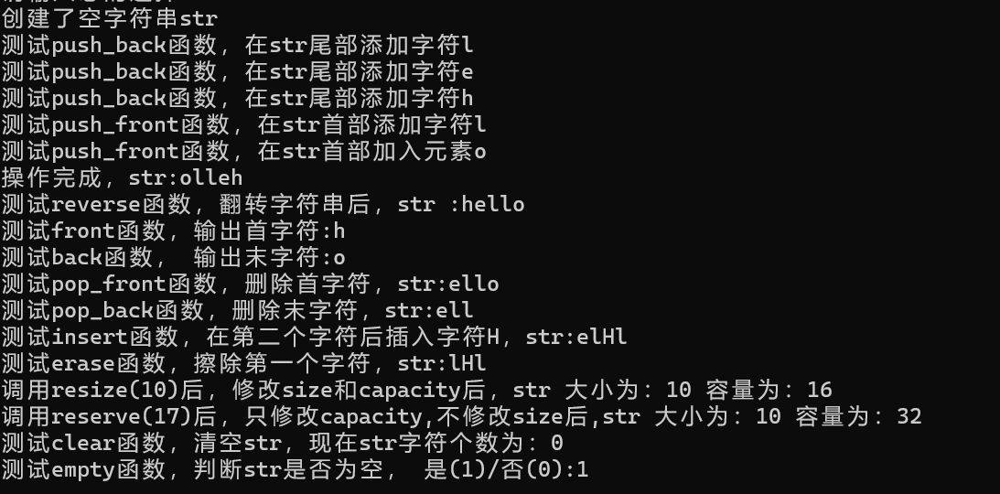 创建了空字符串str
测试push_back函数，在str尾部添加字符l
测试push_back函数，在str尾部添加字符e
测试push_back函数，在str尾部添加字符h
测试push_front函数，在str首部添加字符l
测试push_front函数，在str首部加入元素o
操作完成，str:olleh
测试reverse函数，翻转字符串后，str :hello
测试front函数，输出首字符:h
测试back函数， 输出末字符:o
测试pop_front函数，删除首字符，str:ello
测试pop_back函数，删除末字符，str:ell
测试insert函数，在第二个字符后插入字符H，str:elHl
测试erase函数，擦除第一个字符，str:lHl
调用resize(10)后，修改size和capacity后，str 大小为：10 容量为：16
调用reserve(17)后，只修改capacity,不修改size后,str 大小为：10 容量为：32
测试clear函数，清空str，现在str字符个数为：0
测试empty函数，判断str是否为空， 是(1)/否(0):1